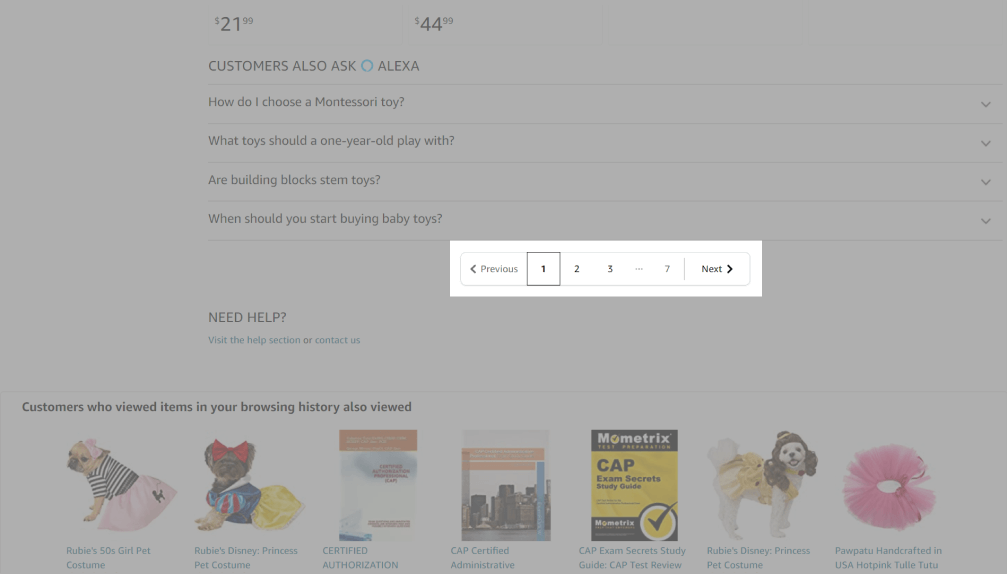 $21 99 $44 99
CUSTOMERS ALSO ASK ALEXA
How do I choose a Montessori toy?
What toys should a one-year-old play with?
Are building blocks stem toys?
When should you start buying baby toys?
Previous 1 2 3 ... 7 Next
NEED HELP?
Visit the help section or contact us
Customers who viewed items in your browsing history also viewed
CERTIFIED
AUTHORIZATION
PROFESSIONAL
(CAP)
Mometrix
TEST PREPARATION
CAP
Exam Secrets
Study Guide
Mometrix
Rubie's 50s Girl Pet
Costume
Rubie's Disney: Princess
Pet Costume
CERTIFIED
AUTHORIZATION
CAP Certified
Administrative
CAP Exam Secrets Study
Guide: CAP Test Review
Rubie's Disney: Princess
Pet Costume
Pawpatu Handcrafted in
USA Hotpink Tulle Tutu